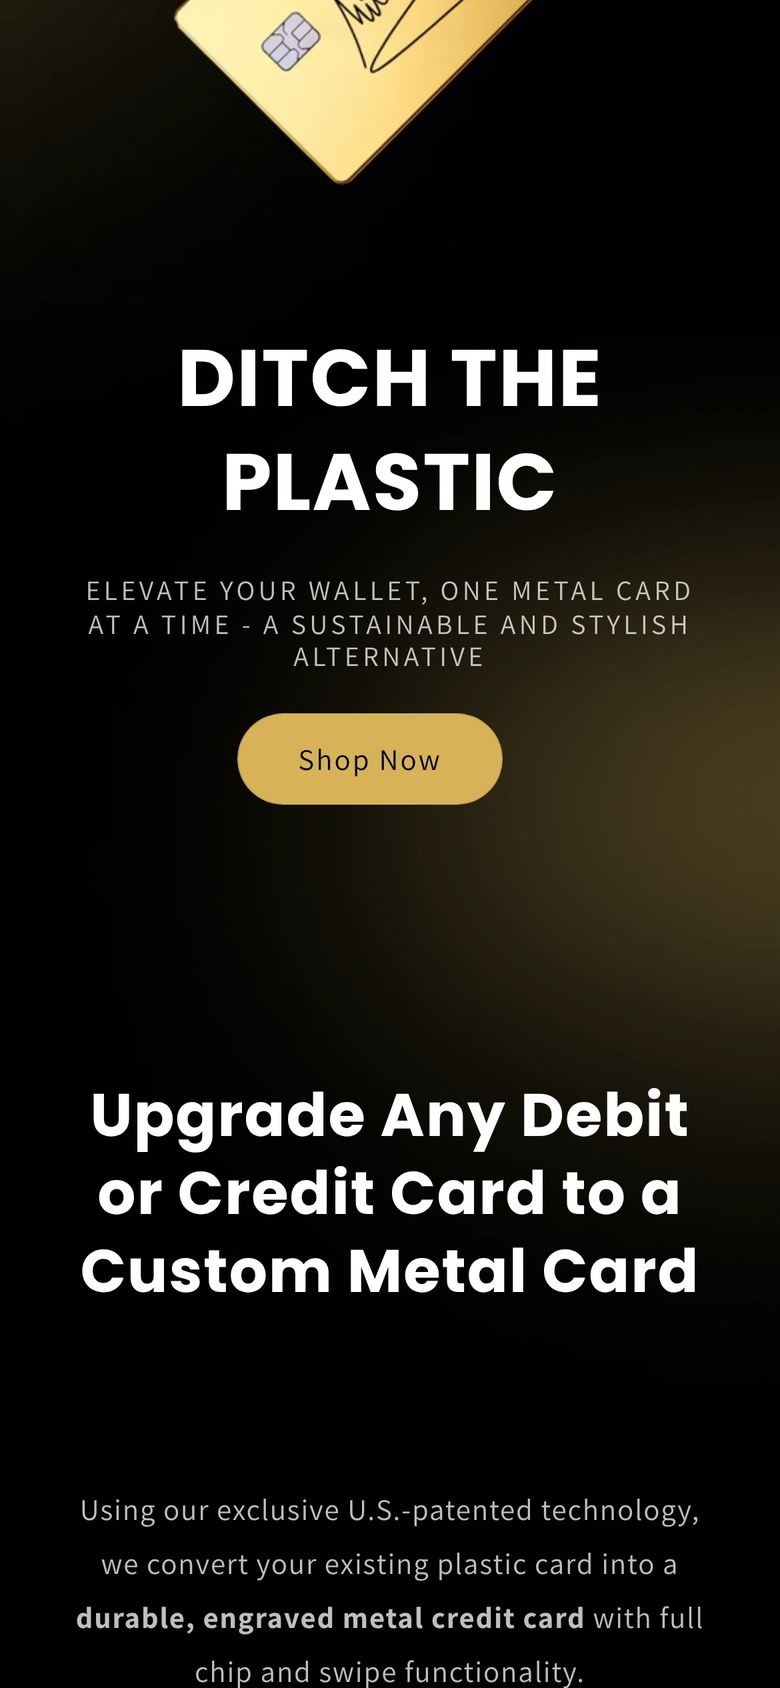 DITCH THE
PLASTIC
ELEVATE YOUR WALLET, ONE METAL CARD
AT A TIME - A SUSTAINABLE AND STYLISH
ALTERNATIVE
Shop Now
Upgrade Any Debit
or Credit Card to a
Custom Metal Card
Using our exclusive U.S.-patented technology,
we convert your existing plastic card into a
durable, engraved metal credit card with full
chip and swipe functionality.